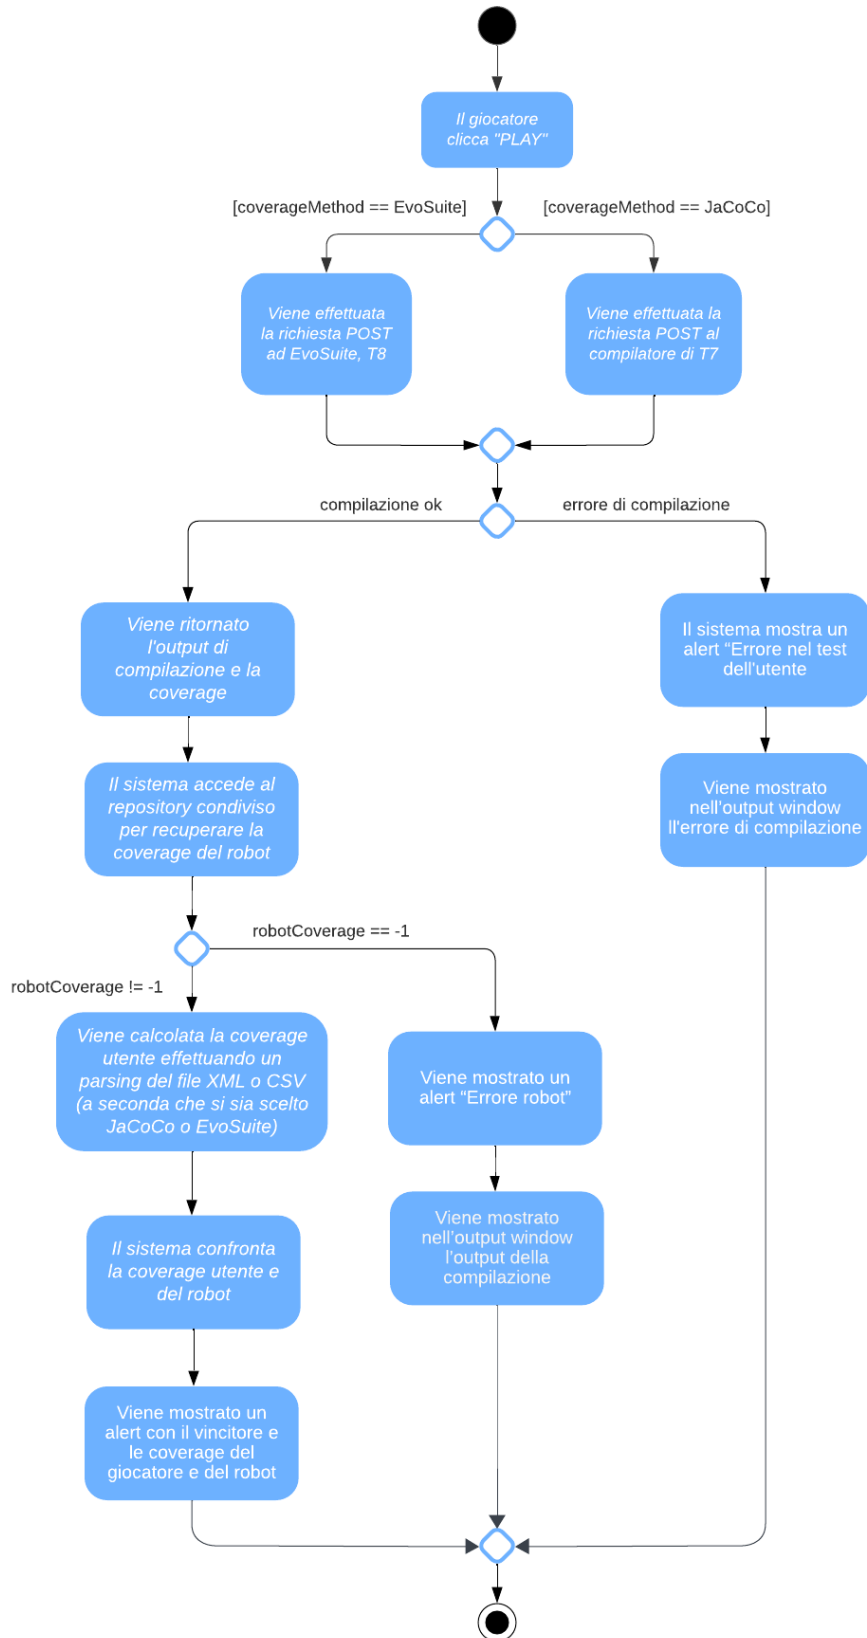 Il giocatore
clicca "PLAY"
[coverageMethod == EvoSuite]
[coverageMethod == JaCoCo]
Viene effettuata
la richiesta POST
ad EvoSuite, T8
Viene effettuata la
richiesta POST al
compilatore di T7
compilazione ok
errore di compilazione
Viene ritornato
l'output di
compilazione e la
coverage
Il sistema mostra un
alert “Errore nel test
dell'utente
Il sistema accede al
repository condiviso
per recuperare la
coverage del robot
Viene mostrato
nell'output window
ll'errore di compilazione
robotCoverage == -1
robotCoverage != -1
Viene calcolata la coverage
utente effettuando un
parsing del file XML o CSV
(a seconda che si sia scelto
JaCoCo o EvoSuite)
Viene mostrato un
alert “Errore robot”
Il sistema confronta
la coverage utente e
del robot
Viene mostrato
nell'output window
l'output della
compilazione
Viene mostrato un
alert con il vincitore e
le coverage del
giocatore e del robot